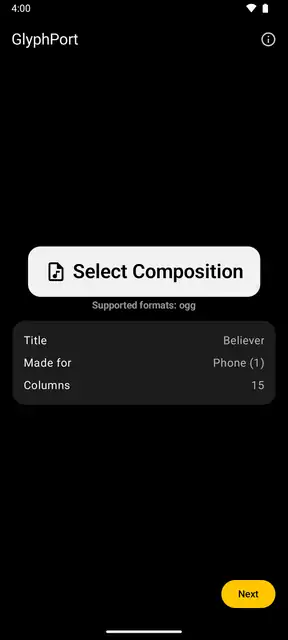 4:00
GlyphPort
Select Composition
Supported formats: ogg
Title Believer
Made for Phone (1)
Columns 15
Next